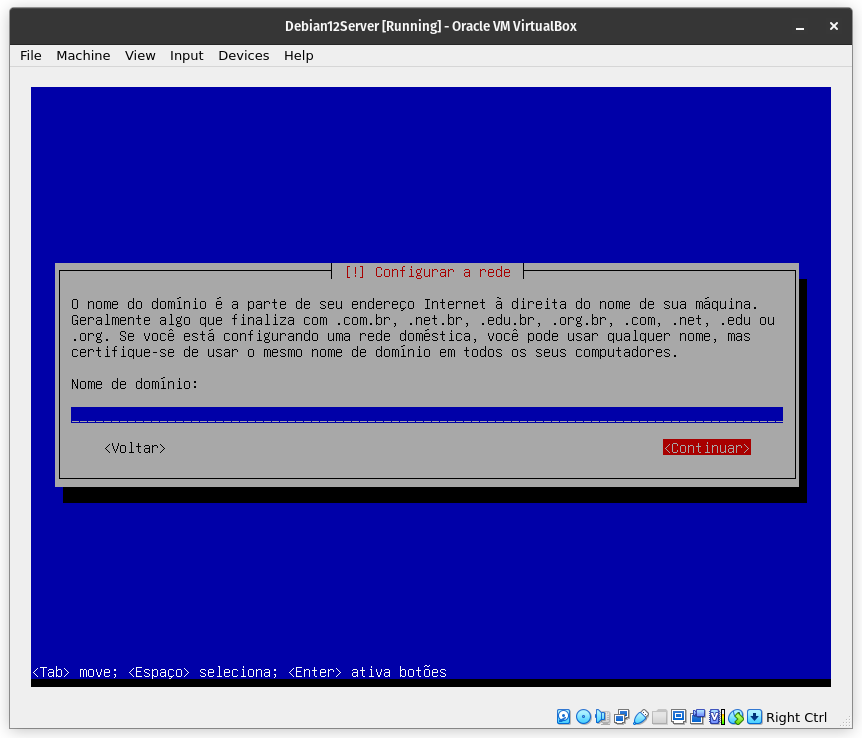 Debian12Server [Running] - Oracle VM VirtualBox
File Machine View Input Devices Help
[!] Configurar a rede
O nome do domínio é a parte de seu endereço Internet à direita do nome de sua máquina.
Geralmente algo que finaliza com .com.br, .net.br, .edu.br, .org.br, .com, .net, .edu ou
.org. Se você está configurando uma rede doméstica, você pode usar qualquer nome, mas
certifique-se de usar o mesmo nome de domínio em todos os seus computadores.
Nome de domínio:
<Voltar> <Continuar>
<Tab> move; <Espaço> seleciona; <Enter> ativa botões
Right Ctrl